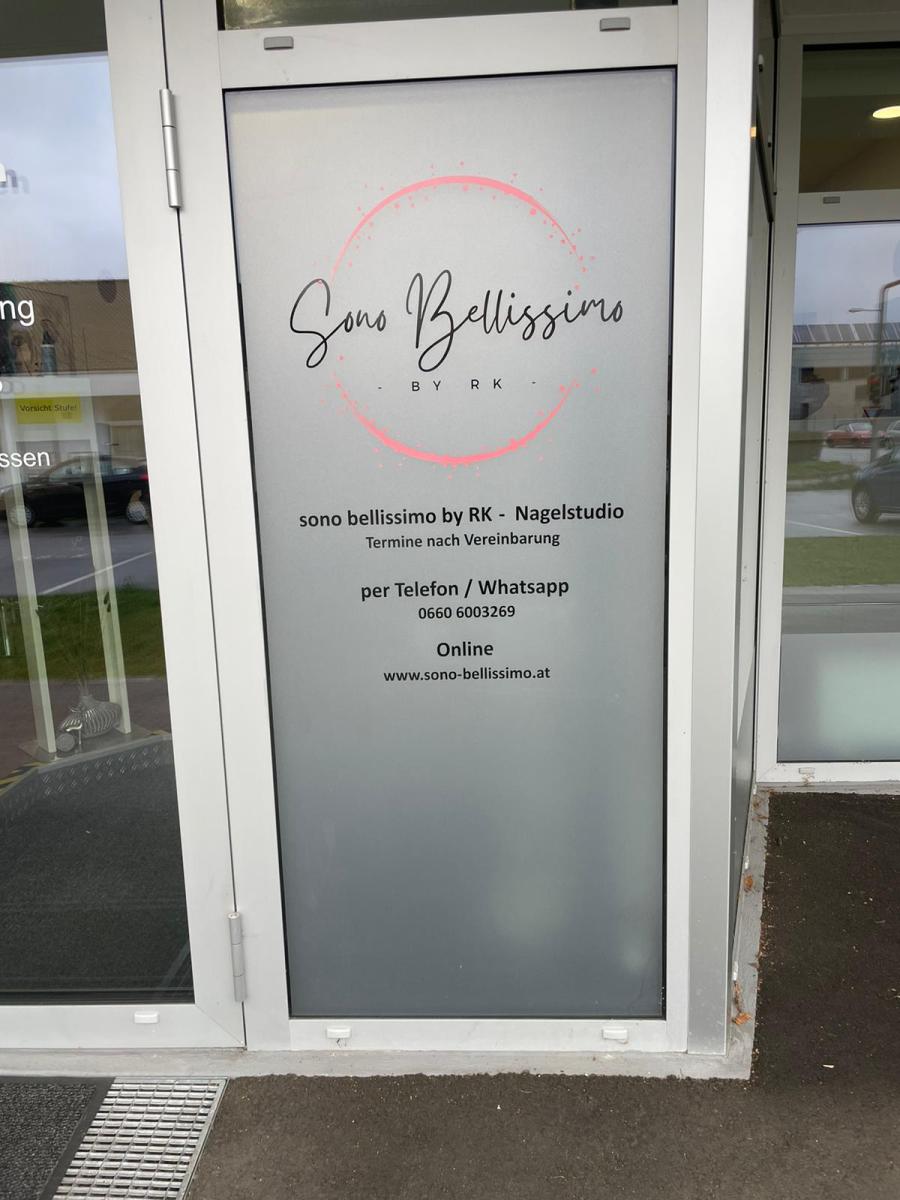 Sono Bellissimo
- BY RK -
sono bellissimo by RK - Nagelstudio
Termine nach Vereinbarung
per Telefon / Whatsapp
0660 6003269
Online
www.sono-bellissimo.at
ng
Vorsicht Stufe!
ssen